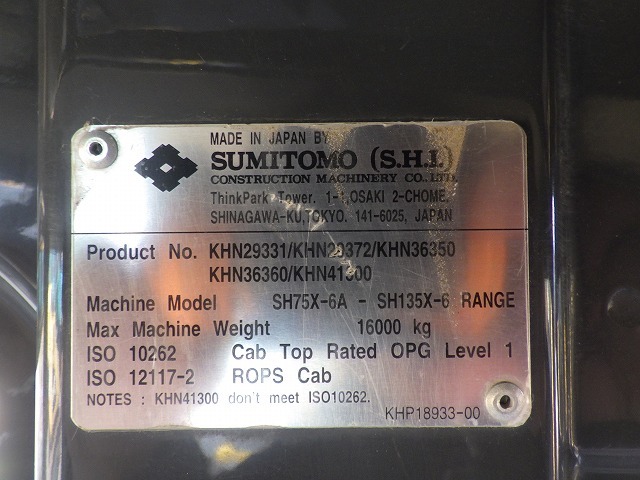 MADE IN JAPAN BY
SUMITOMO (S.H.I.)
CONSTRUCTION MACHINERY CO., LTD.
ThinkPark Tower. 1-1,OSAKI 2-CHOME,
SHINAGAWA-KU,TOKYO. 141-6025, JAPAN
Product No. KHN29331/KHN29372/KHN36350
KHN36360/KHN41300
Machine Model SH75X-6A - SH135X-6 RANGE
Max Machine Weight 16000 kg
ISO 10262 Cab Top Rated OPG Level 1
ISO 12117-2 ROPS Cab
NOTES : KHN41300 don't meet ISO10262.
KHP18933-00